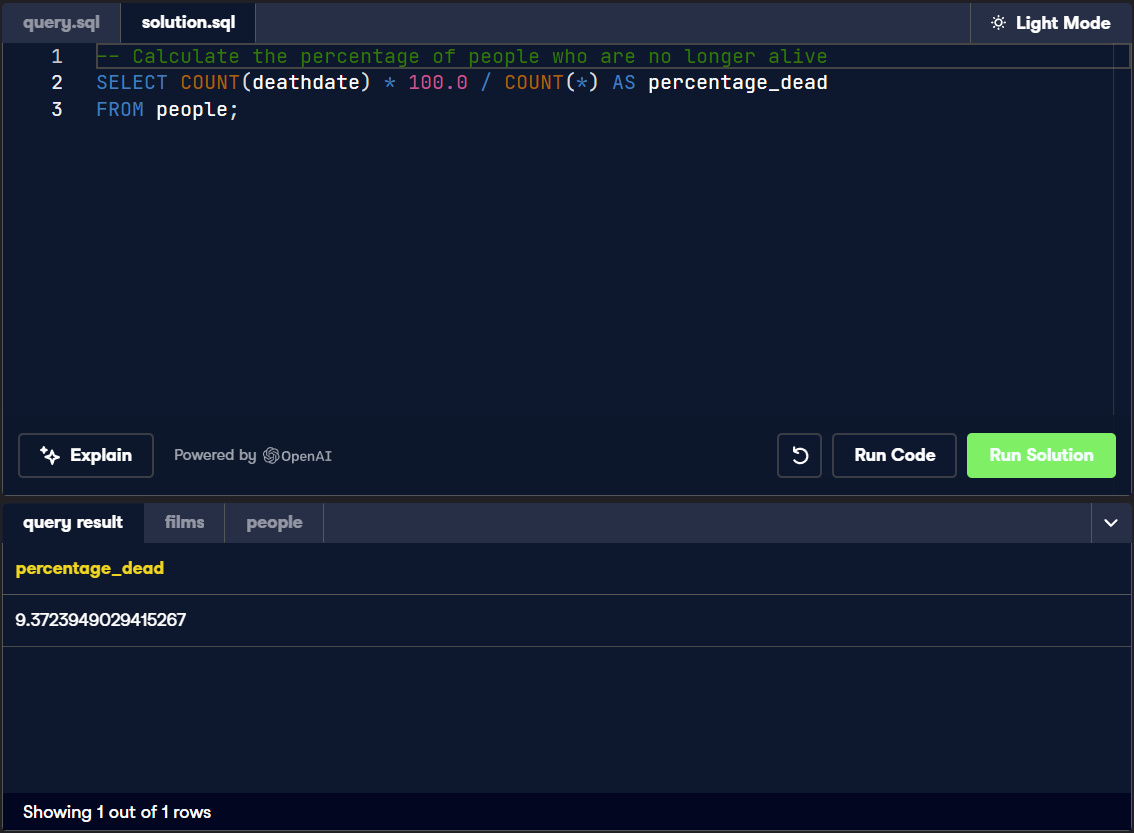 query.sql solution.sql Light Mode
1 -- Calculate the percentage of people who are no longer alive
2 SELECT COUNT(deathdate) * 100.0 / COUNT(*) AS percentage_dead
3 FROM people;
Explain Powered by OpenAI Run Code Run Solution
query result films people
percentage_dead
9.3723949029415267
Showing 1 out of 1 rows